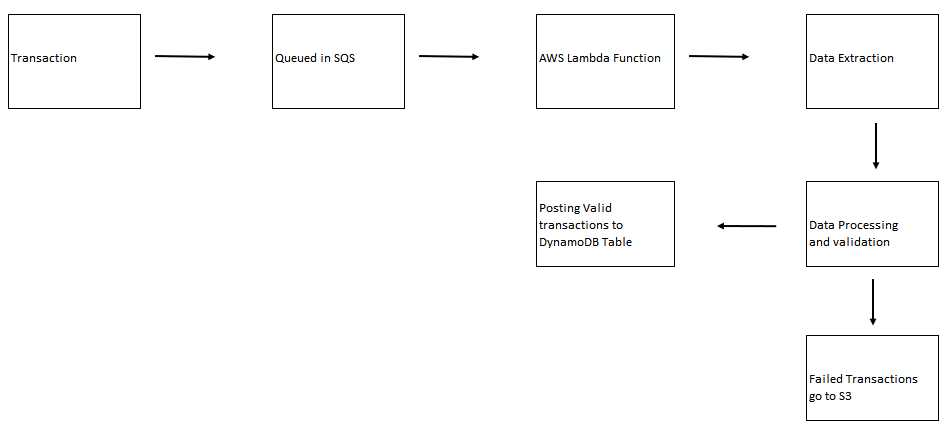 Transaction
Queued in SQS
AWS Lambda Function
Data Extraction
Posting Valid
transactions to
DynamoDB Table
Data Processing
and validation
Failed Transactions
go to S3